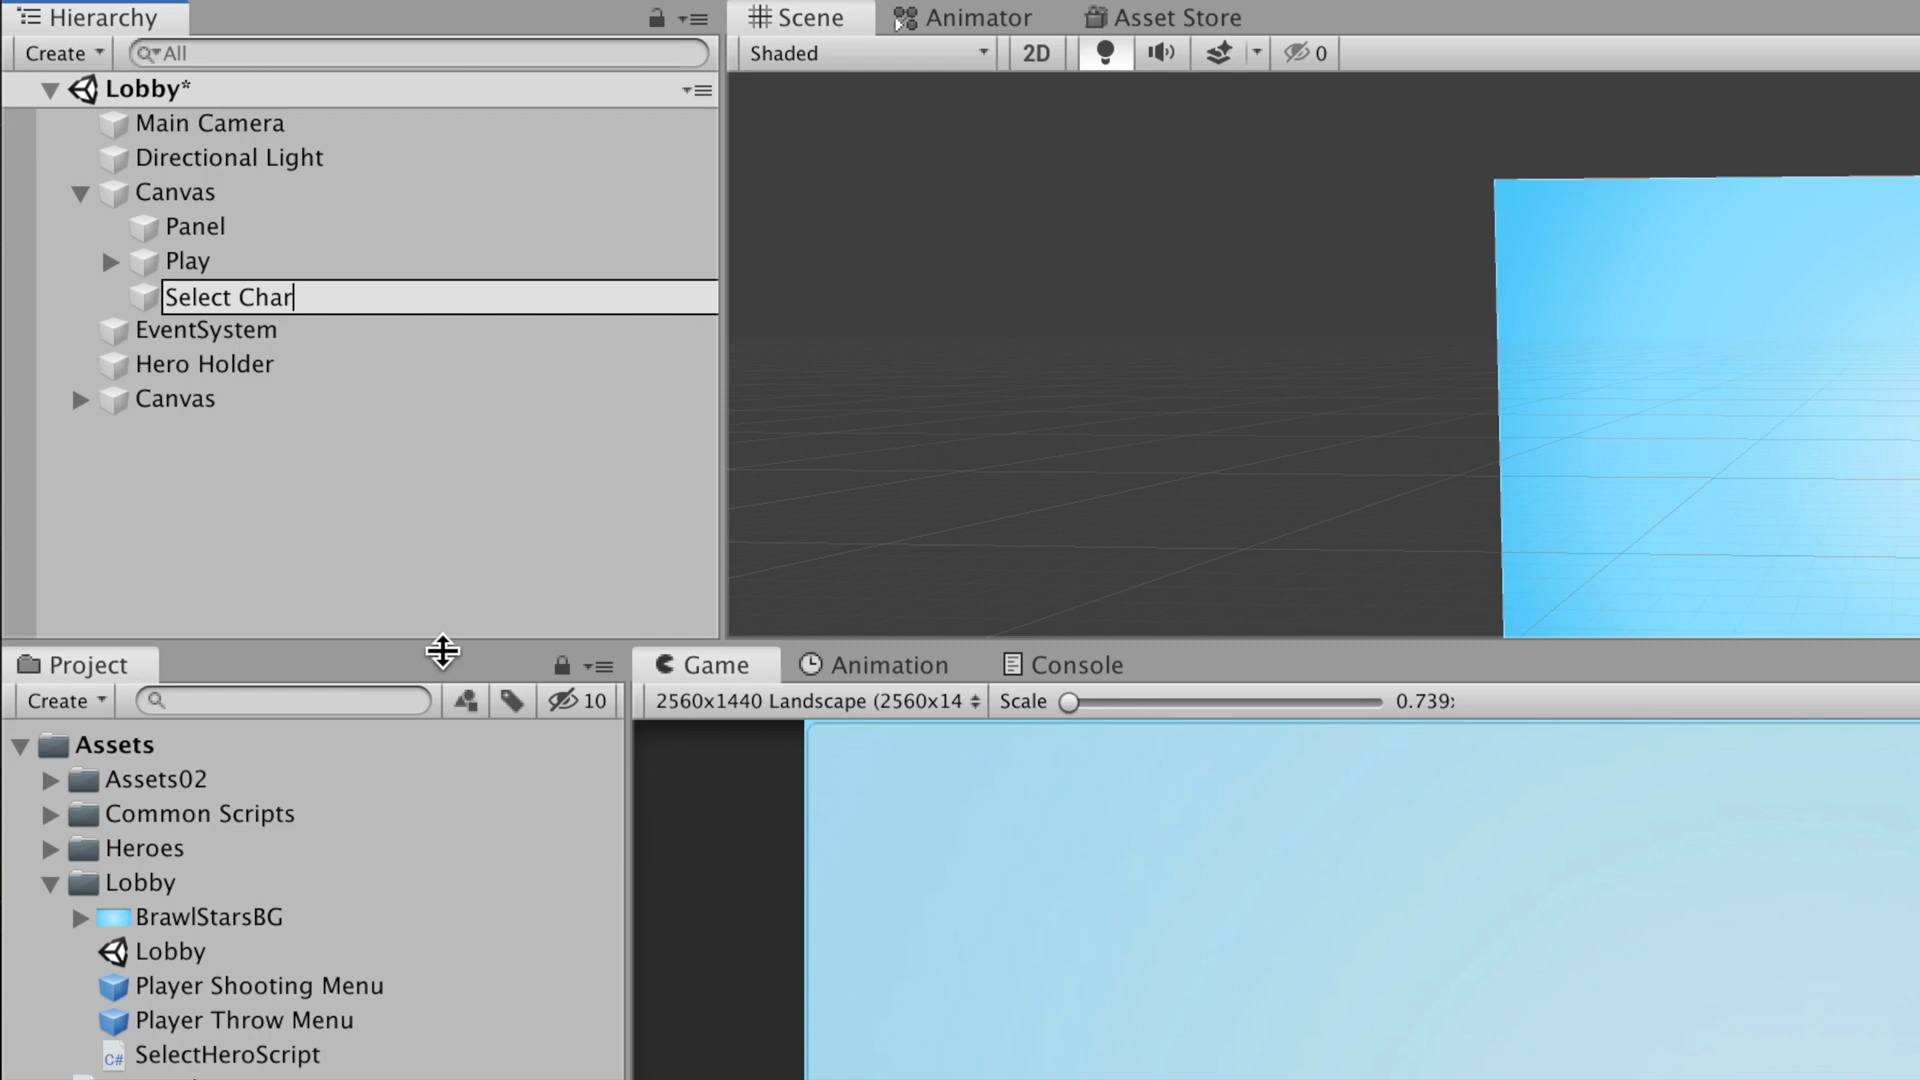 Hierarchy
Create
All
Lobby*
Main Camera
Directional Light
Canvas
Panel
Play
Select Char
EventSystem
Hero Holder
Canvas
Scene
Animator
Asset Store
Shaded
2D
0
Project
Create
10
Assets
Assets02
Common Scripts
Heroes
Lobby
BrawlStarsBG
Lobby
Player Shooting Menu
Player Throw Menu
C# SelectHeroScript
Game
Animation
Console
2560x1440 Landscape (2560x14
Scale
0.739: